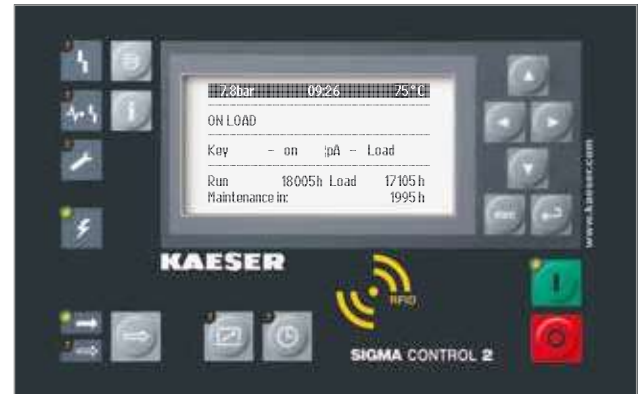 7.8bar 09:26 75°C
ON LOAD
Key - on ¦pA - Load
Run 18005h Load 17105h
Maintenance in: 1995h
esc
www.kaeser.com
KAESER
RFID
I
SIGMA CONTROL 2